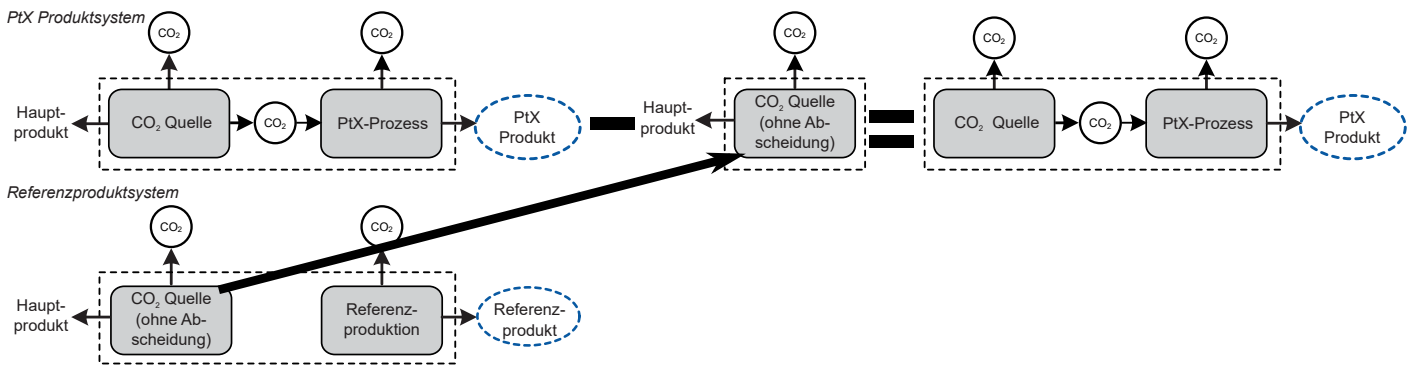 PtX Produktsystem
CO₂
CO₂
CO₂
CO₂
CO₂
Haupt-
produkt
CO₂ Quelle
CO₂
PtX-Prozess
PtX
Produkt
Haupt-
produkt
CO₂ Quelle
(ohne Ab-
scheidung)
CO₂ Quelle
CO₂
PtX-Prozess
PtX
Produkt
Referenzproduktsystem
CO₂
CO₂
Haupt-
produkt
CO₂ Quelle
(ohne Ab-
scheidung)
Referenz-
produktion
Referenz-
produkt